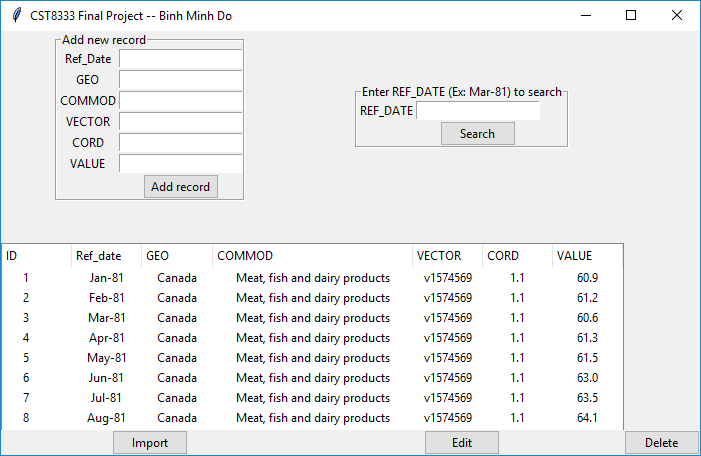 CST8333 Final Project -- Binh Minh Do
Add new record
Ref_Date
GEO
COMMOD
VECTOR
CORD
VALUE
Add record
Enter REF_DATE (Ex: Mar-81) to search
REF_DATE
Search
ID Ref_date GEO COMMOD VECTOR CORD VALUE
1 Jan-81 Canada Meat, fish and dairy products v1574569 1.1 60.9
2 Feb-81 Canada Meat, fish and dairy products v1574569 1.1 61.2
3 Mar-81 Canada Meat, fish and dairy products v1574569 1.1 60.6
4 Apr-81 Canada Meat, fish and dairy products v1574569 1.1 61.3
5 May-81 Canada Meat, fish and dairy products v1574569 1.1 61.5
6 Jun-81 Canada Meat, fish and dairy products v1574569 1.1 63.0
7 Jul-81 Canada Meat, fish and dairy products v1574569 1.1 63.5
8 Aug-81 Canada Meat, fish and dairy products v1574569 1.1 64.1
Import Edit Delete